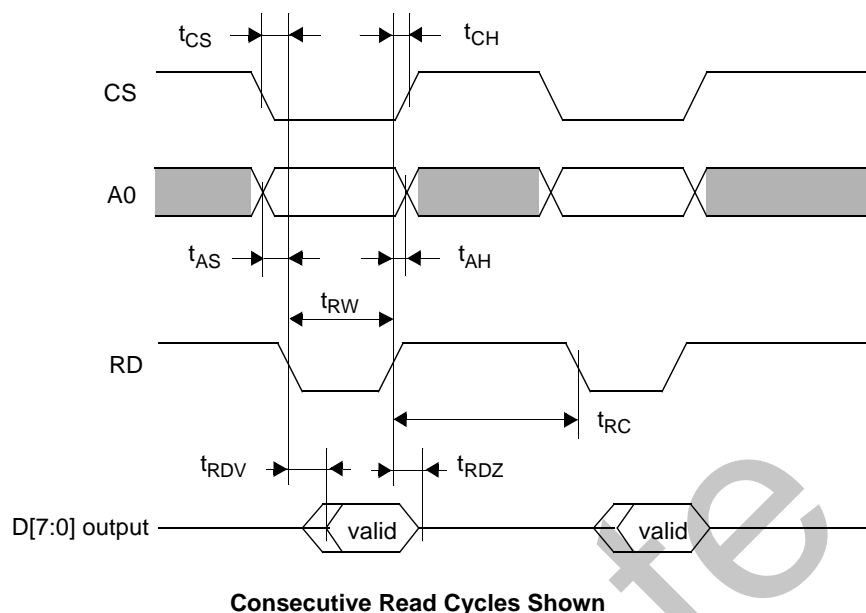 tCS
tCH
CS
A0
tAS
tAH
tRW
RD
tRC
tRDV
tRDZ
D[7:0] output
valid
valid
te
Consecutive Read Cycles Shown